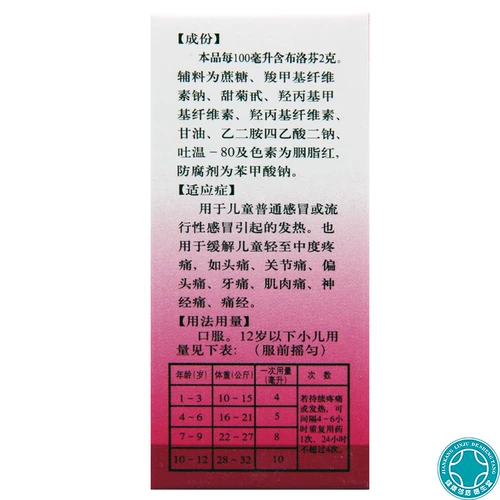 【成份】
本品每100毫升含布洛芬2克。
辅料为蔗糖、羧甲基纤维
素钠、甜菊甙、羟丙基甲
基纤维素、羟丙基纤维素、
甘油、乙二胺四乙酸二钠、
吐温－80及色素为胭脂红，
防腐剂为苯甲酸钠。
【适应症】
用于儿童普通感冒或流
行性感冒引起的发热。也
用于缓解儿童轻至中度疼
痛，如头痛、关节痛、偏
头痛、牙痛、肌肉痛、神
经痛、痛经。
【用法用量】
口服。12岁以下小儿用
量见下表：（服前摇匀）
年龄（岁） 体重（公斤） 一次用量（毫升） 次 数
1－3 10－15 4
4－6 16－21 5
7－9 22－27 8
10－12 28－32 10
若持续疼痛
或发热，可
间隔4－6小
时重复用药
1次，24小时
不超过4次。